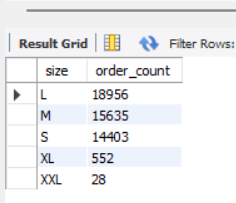 Result Grid Filter Rows:
size order_count
L 18956
M 15635
S 14403
XL 552
XXL 28